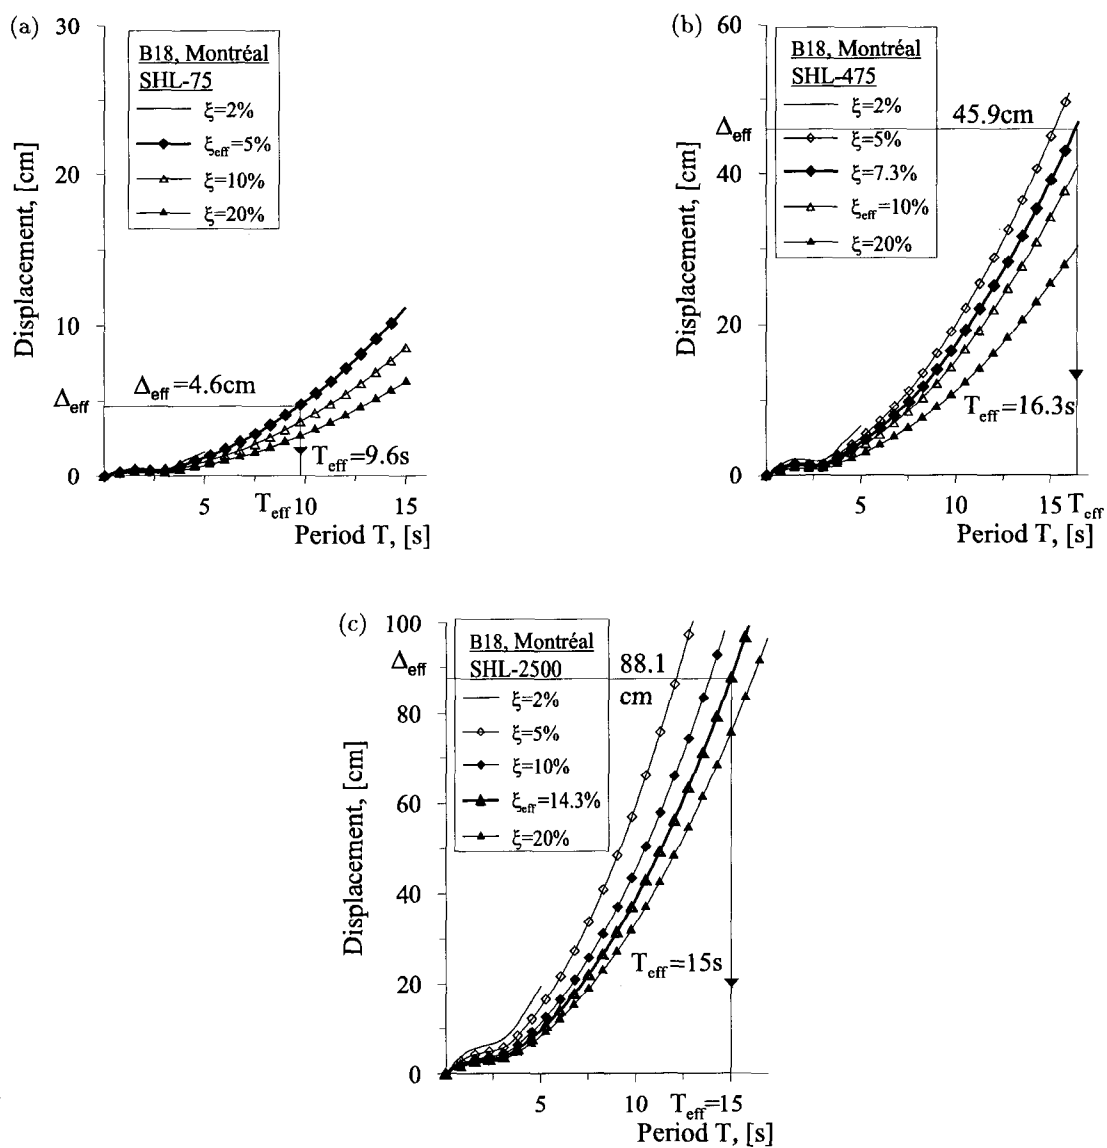 (a)
30
20
10
0
Displacement, [cm]
Δeff
B18, Montréal
SHL-75
ξ=2%
ξeff=5%
ξ=10%
ξ=20%
Δeff=4.6cm
Teff=9.6s
5
Teff
10
15
Period T, [s]
(b)
60
Δeff
40
20
0
Displacement, [cm]
B18, Montréal
SHL-475
ξ=2%
ξ=5%
ξ=7.3%
ξeff=10%
ξ=20%
45.9cm
Teff=16.3s
5
10
15
Teff
Period T, [s]
(c)
100
Δeff
80
60
40
20
0
Displacement, [cm]
B18, Montréal
SHL-2500
ξ=2%
ξ=5%
ξ=10%
ξeff=14.3%
ξ=20%
88.1
cm
Teff=15s
5
10
Teff=15
Period T, [s]